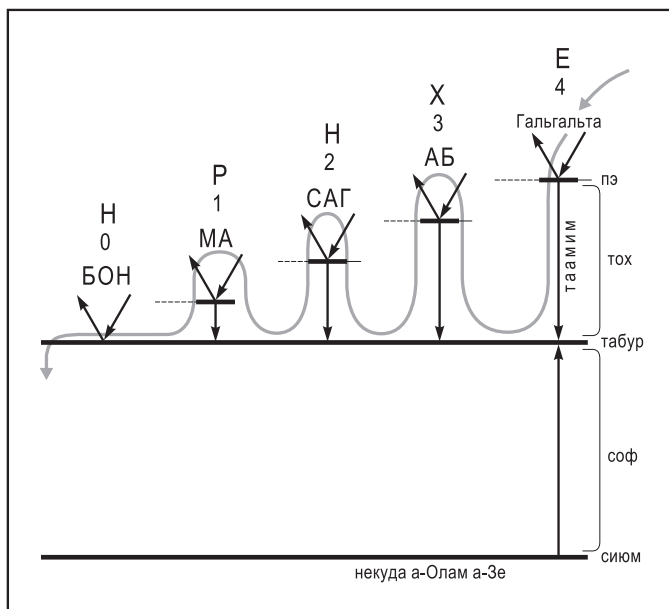 Е
4
Гальгальта
Х
3
АБ
Н
2
САГ
Р
1
МА
Н
0
БОН
пэ
таамим
тох
табур
соф
сиюм
некуда а-Олам а-Зе